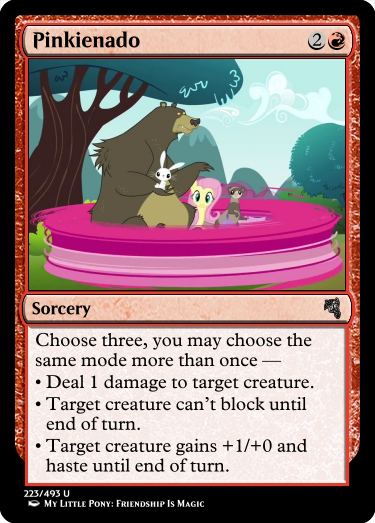 Pinkienado 2
Sorcery
Choose three, you may choose the
same mode more than once —
• Deal 1 damage to target creature.
• Target creature can't block until
end of turn.
• Target creature gains +1/+0 and
haste until end of turn.
223/493 U
My Little Pony: Friendship Is Magic